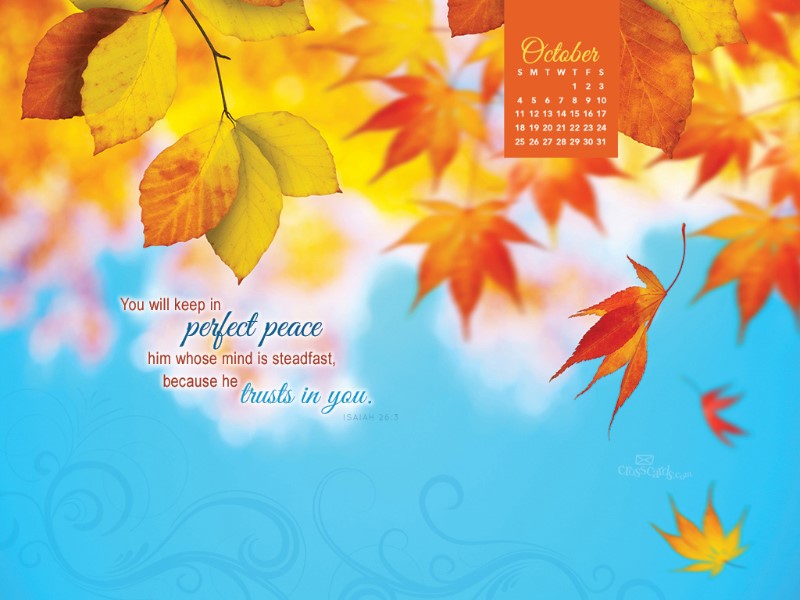 October
S M T W T F S
1 2 3
4 5 6 7 8 9 10
11 12 13 14 15 16 17
18 19 20 21 22 23 24
25 26 27 28 29 30 31
You will keep in
perfect peace
him whose mind is steadfast,
because he
trusts in you.
ISAIAH 26:3
crossCards.com